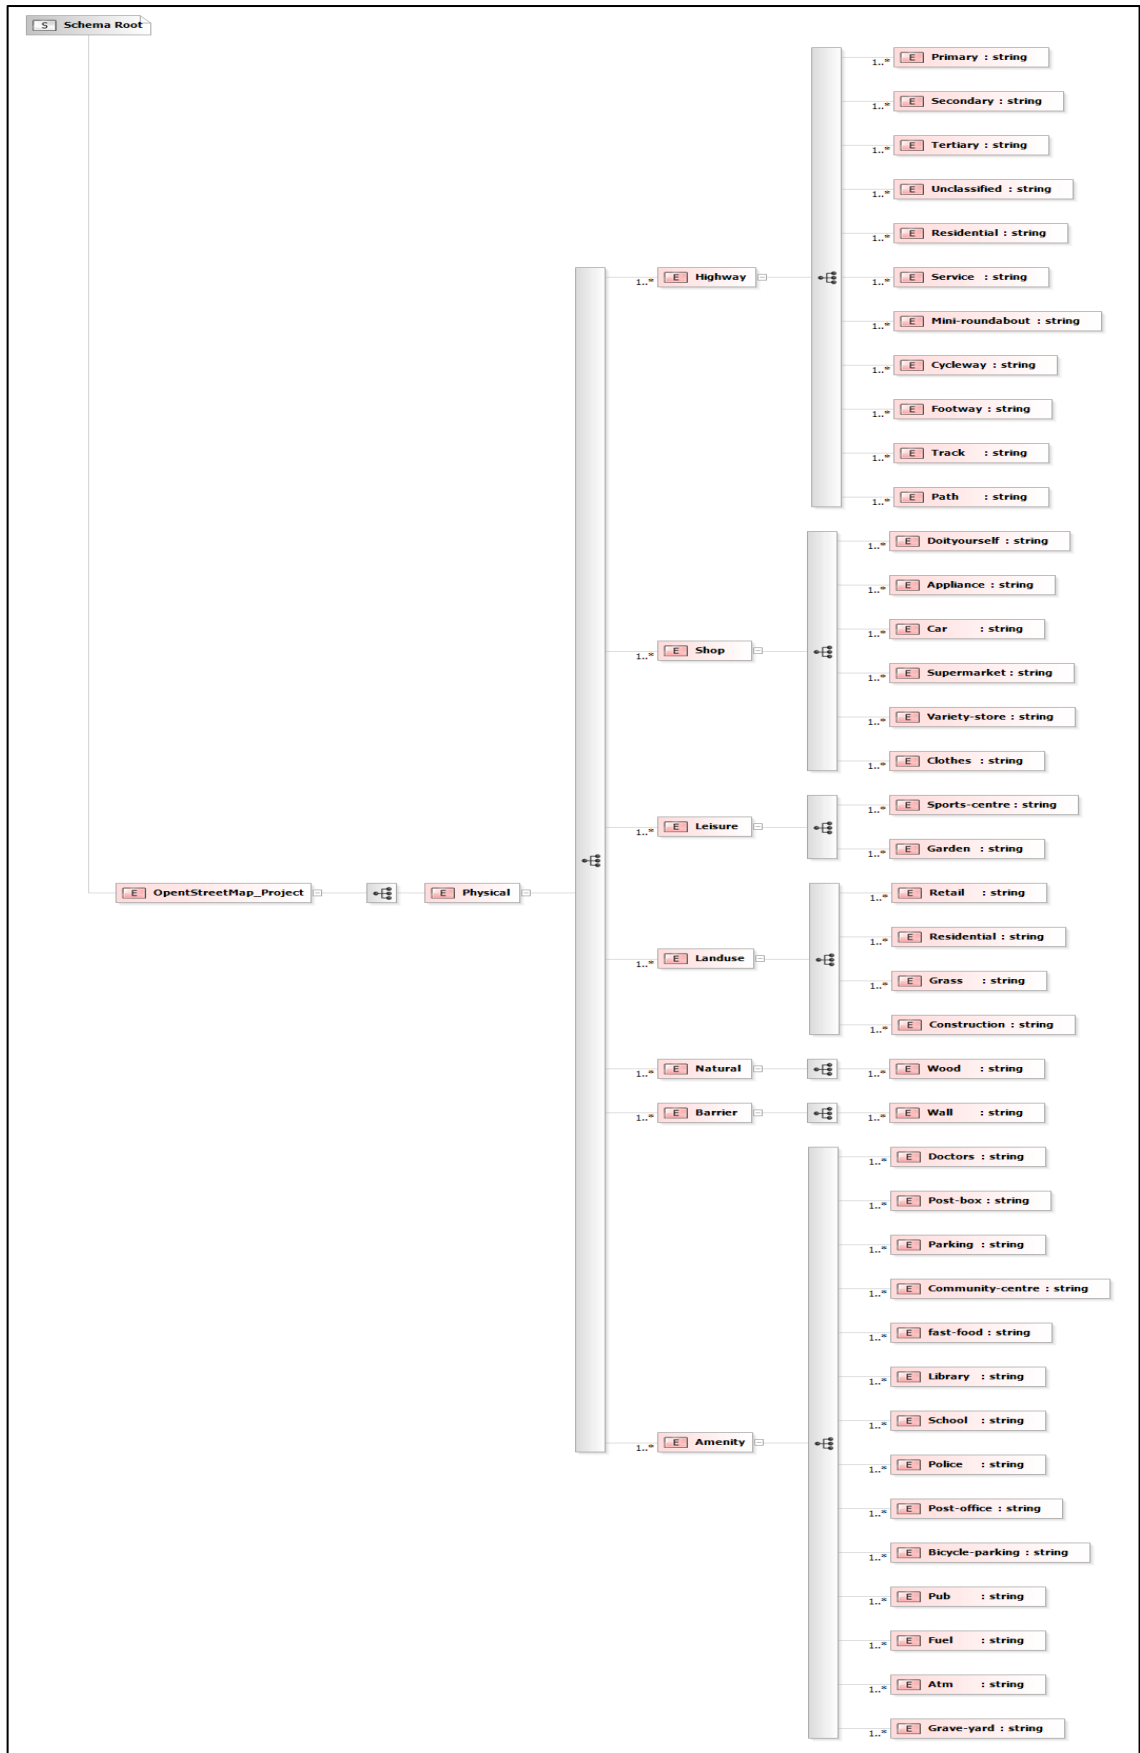 S Schema Root
1..* E Primary : string
1..* E Secondary : string
1..* E Tertiary : string
1..* E Unclassified : string
1..* E Residential : string
1..* E Highway
1..* E Service : string
1..* E Mini-roundabout : string
1..* E Cycleway : string
1..* E Footway : string
1..* E Track : string
1..* E Path : string
1..* E Doityourself : string
1..* E Appliance : string
1..* E Car : string
1..* E Shop
1..* E Supermarket : string
1..* E Variety-store : string
1..* E Clothes : string
1..* E Sports-centre : string
1..* E Leisure
1..* E Garden : string
E OpentStreetMap_Project
E Physical
1..* E Retail : string
1..* E Residential : string
1..* E Landuse
1..* E Grass : string
1..* E Construction : string
1..* E Natural
1..* E Wood : string
1..* E Barrier
1..* E Wall : string
1..* E Doctors : string
1..* E Post-box : string
1..* E Parking : string
1..* E Community-centre : string
1..* E fast-food : string
1..* E Library : string
1..* E School : string
1..* E Amenity
1..* E Police : string
1..* E Post-office : string
1..* E Bicycle-parking : string
1..* E Pub : string
1..* E Fuel : string
1..* E Atm : string
1..* E Grave-yard : string